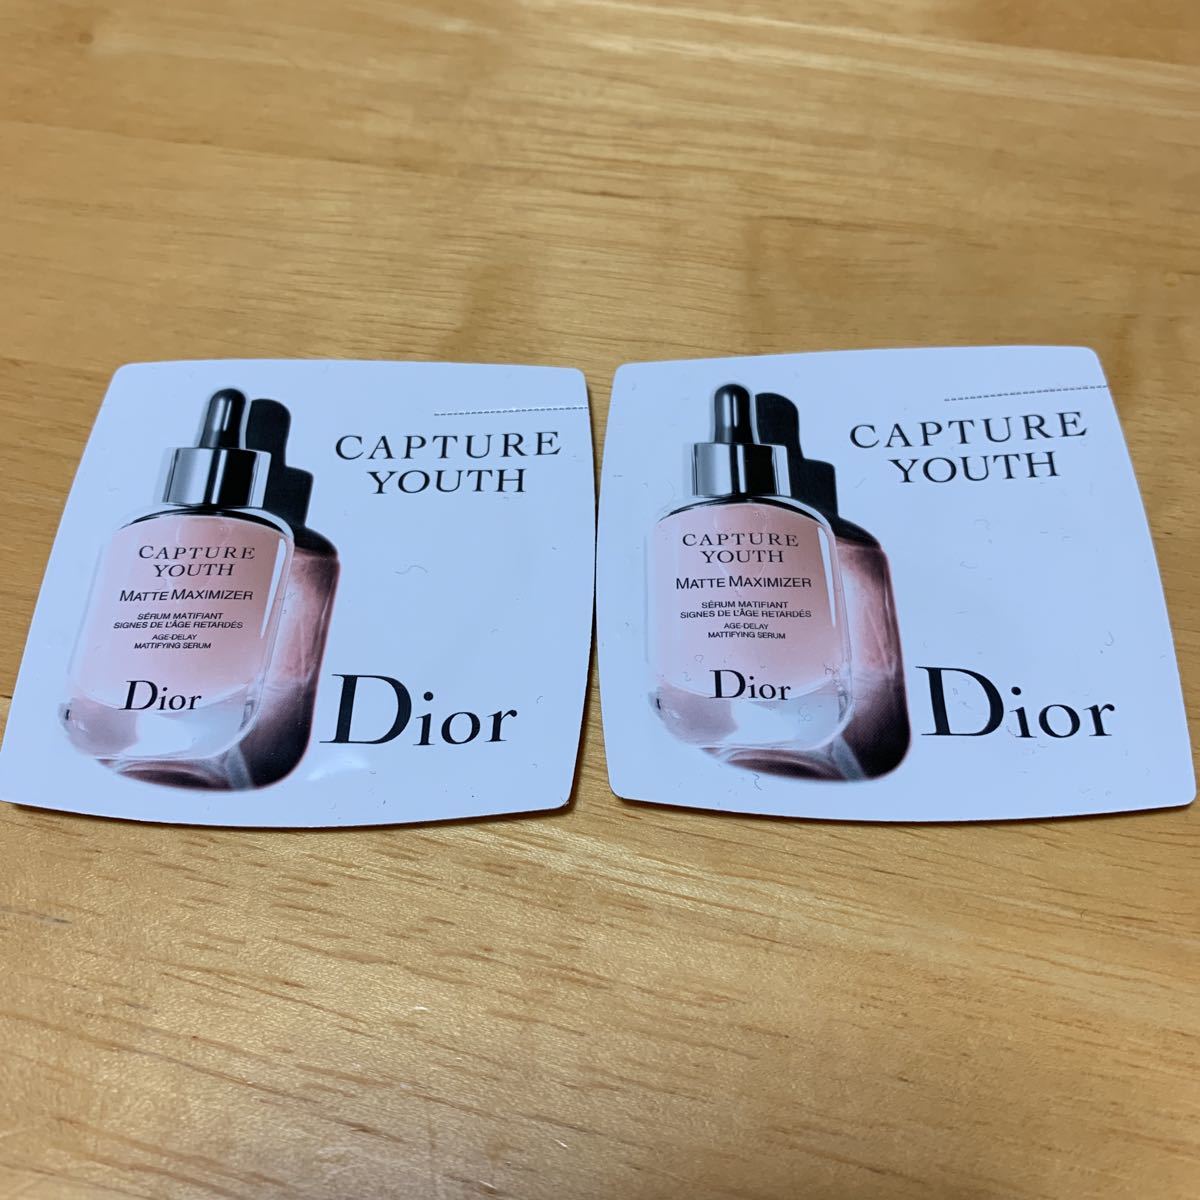 CAPTURE
YOUTH
CAPTURE
YOUTH
MATTE MAXIMIZER
SÉRUM MATIFIANT
SIGNES DE L'ÂGE RETARDÉS
AGE-DELAY
MATTIFYING SERUM
Dior
Dior
CAPTURE
YOUTH
CAPTURE
YOUTH
MATTE MAXIMIZER
SÉRUM MATIFIANT
SIGNES DE L'ÂGE RETARDÉS
AGE-DELAY
MATTIFYING SERUM
Dior
Dior